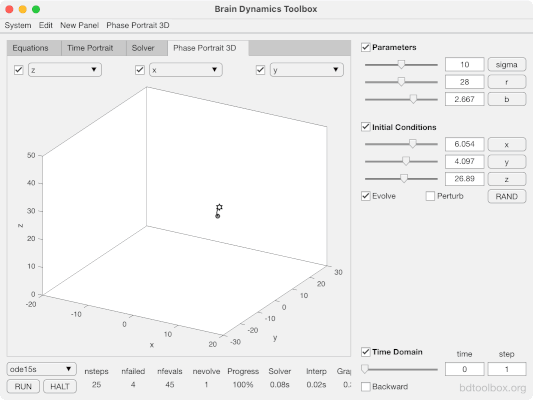 Brain Dynamics Toolbox
System Edit New Panel Phase Portrait 3D
Equations Time Portrait Solver Phase Portrait 3D
z x y
50
40
30
20
10
0
z
-20 -10 0 10 20
x
-30 -20 -10 0 10 20 30
y
Parameters
10 sigma
28 r
2.667 b
Initial Conditions
6.054 x
4.097 y
26.89 z
Evolve Perturb RAND
Time Domain time step
0 1
Backward
ode15s nsteps nfailed nfevals nevolve Progress Solver Interp
RUN HALT 25 4 45 1 100% 0.08s 0.02s
bdtoolbox.org